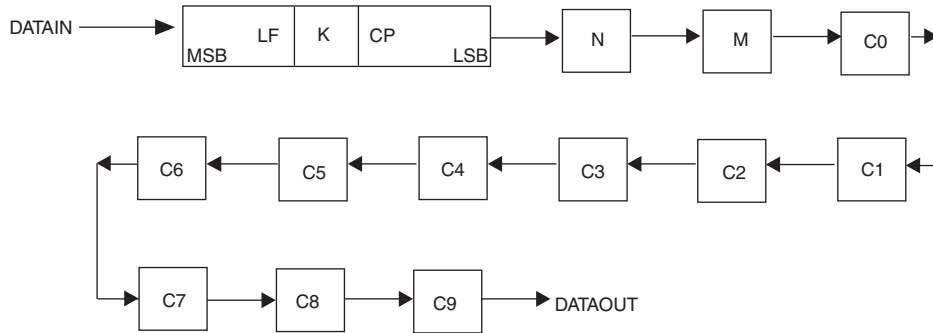 DATAIN
LF K CP
MSB LSB
N M C0
C6 C5 C4 C3 C2 C1
C7 C8 C9 DATAOUT